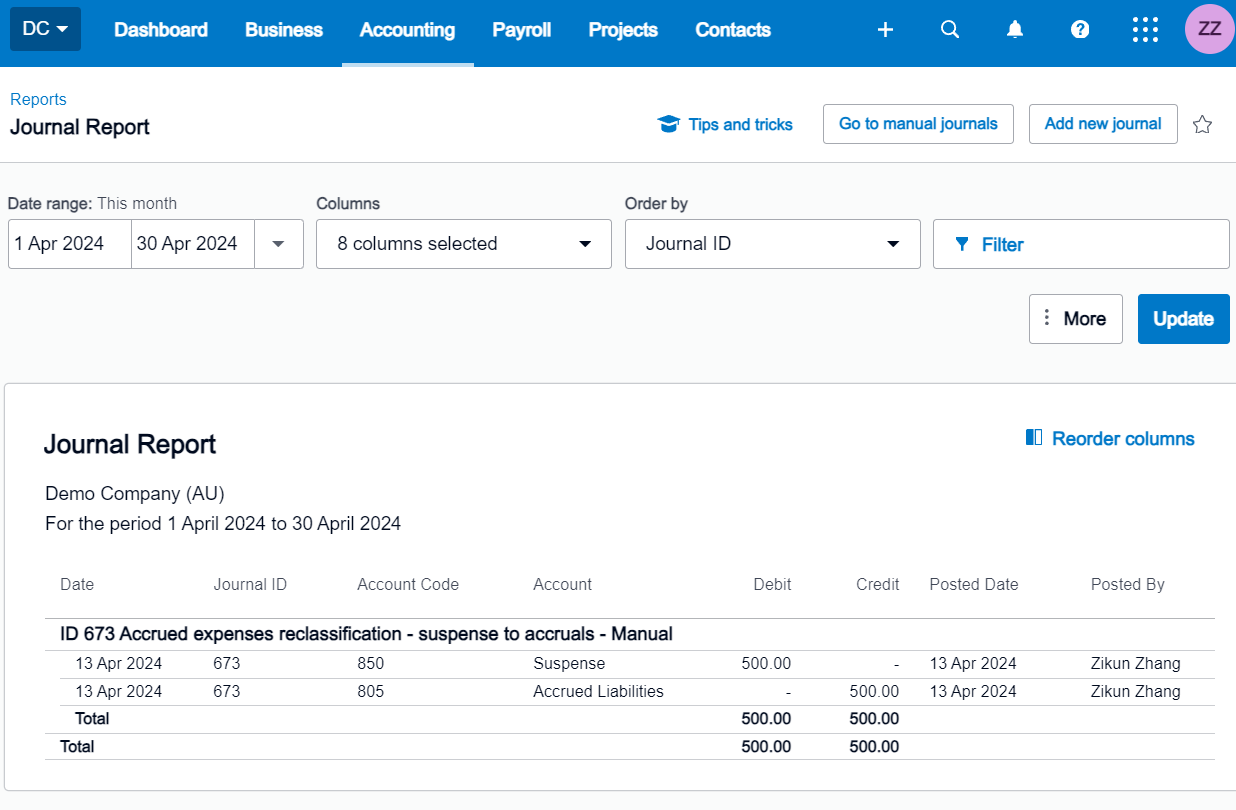 DC Dashboard Business Accounting Payroll Projects Contacts ZZ
Reports
Journal Report
Tips and tricks Go to manual journals Add new journal
Date range: This month Columns Order by
1 Apr 2024 30 Apr 2024 8 columns selected Journal ID Filter
More Update
Journal Report Reorder columns
Demo Company (AU)
For the period 1 April 2024 to 30 April 2024
Date Journal ID Account Code Account Debit Credit Posted Date Posted By
ID 673 Accrued expenses reclassification - suspense to accruals - Manual
13 Apr 2024 673 850 Suspense 500.00 - 13 Apr 2024 Zikun Zhang
13 Apr 2024 673 805 Accrued Liabilities - 500.00 13 Apr 2024 Zikun Zhang
Total 500.00 500.00
Total 500.00 500.00